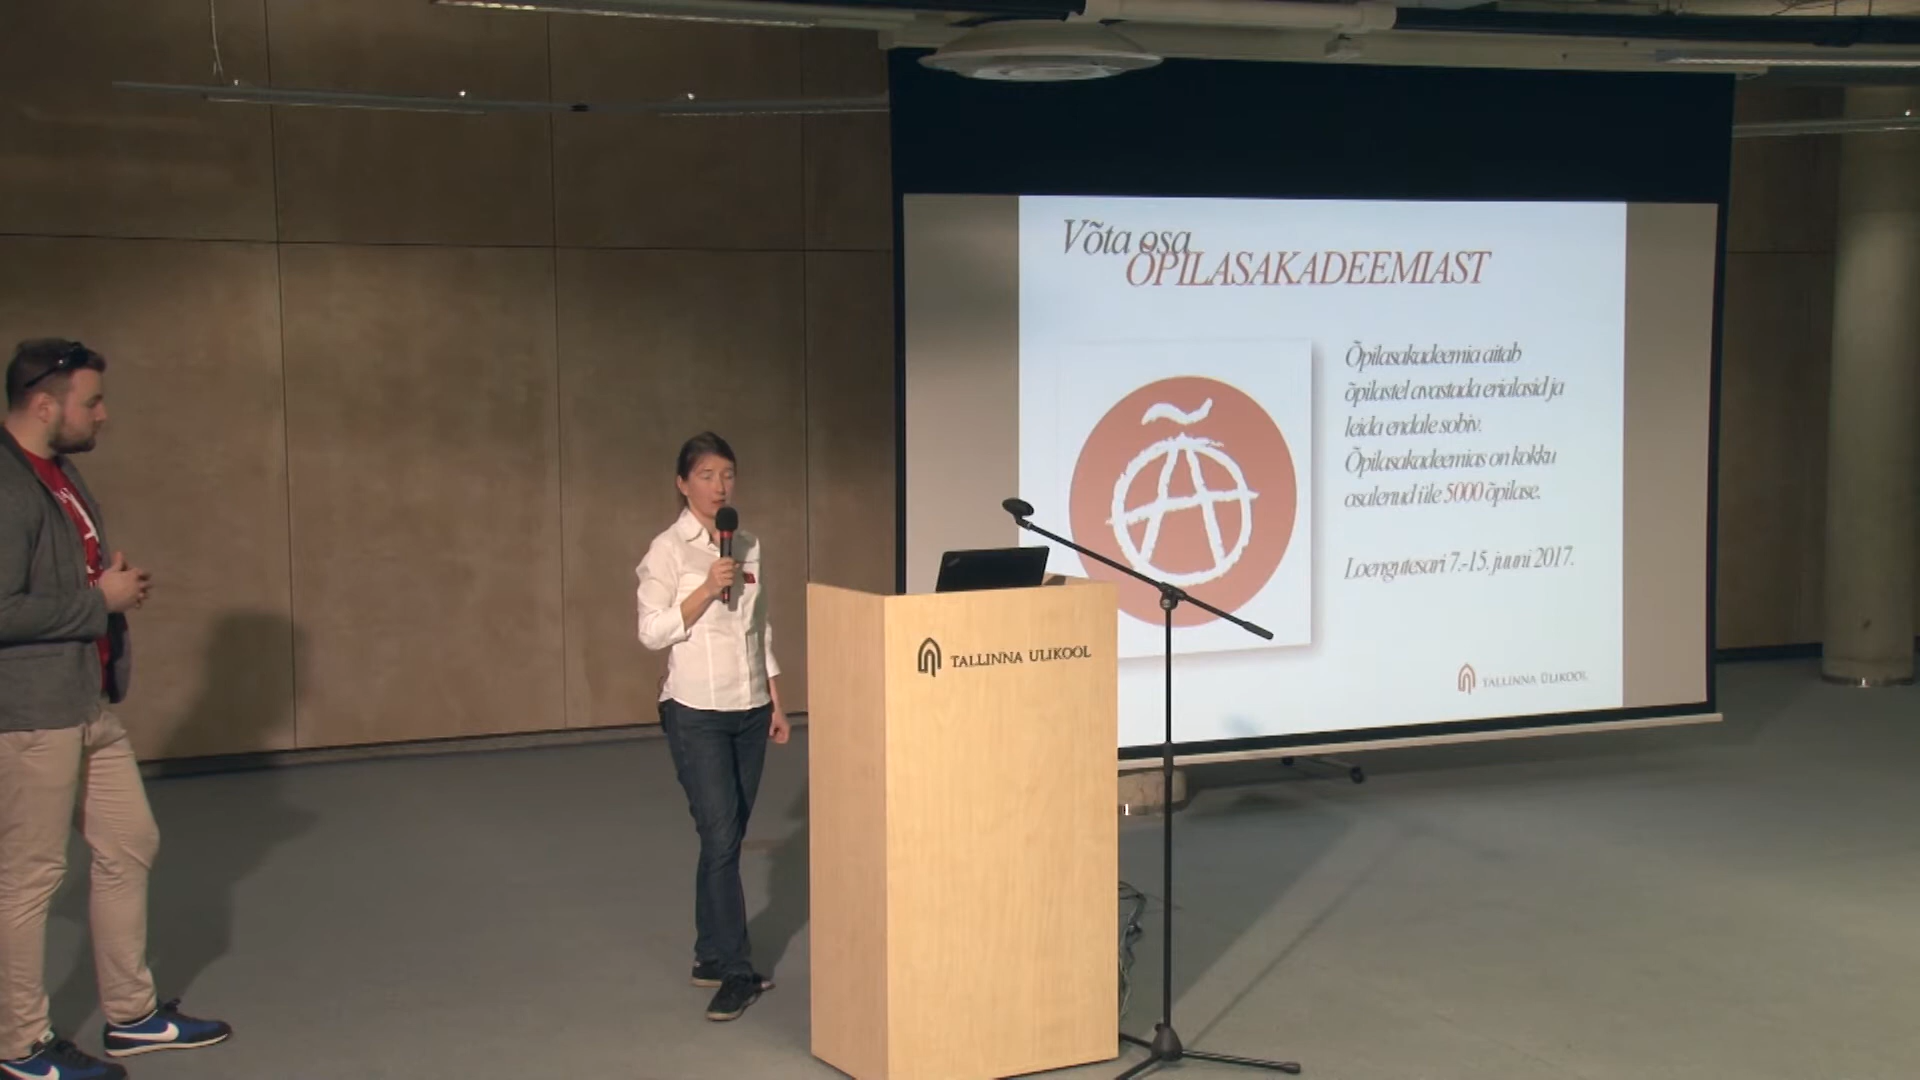 Võta osa
ÕPILASAKADEEMIAST
Õpilasakadeemia aitab
õpilastel avastada erialasid ja
leida endale sobiv.
Õpilasakadeemias on kokku
osalenud üle 5000 õpilase.
Loengutesari 7.-15. juuni 2017.
TALLINNA ÜLIKOOL
TALLINNA ÜLIKOOL